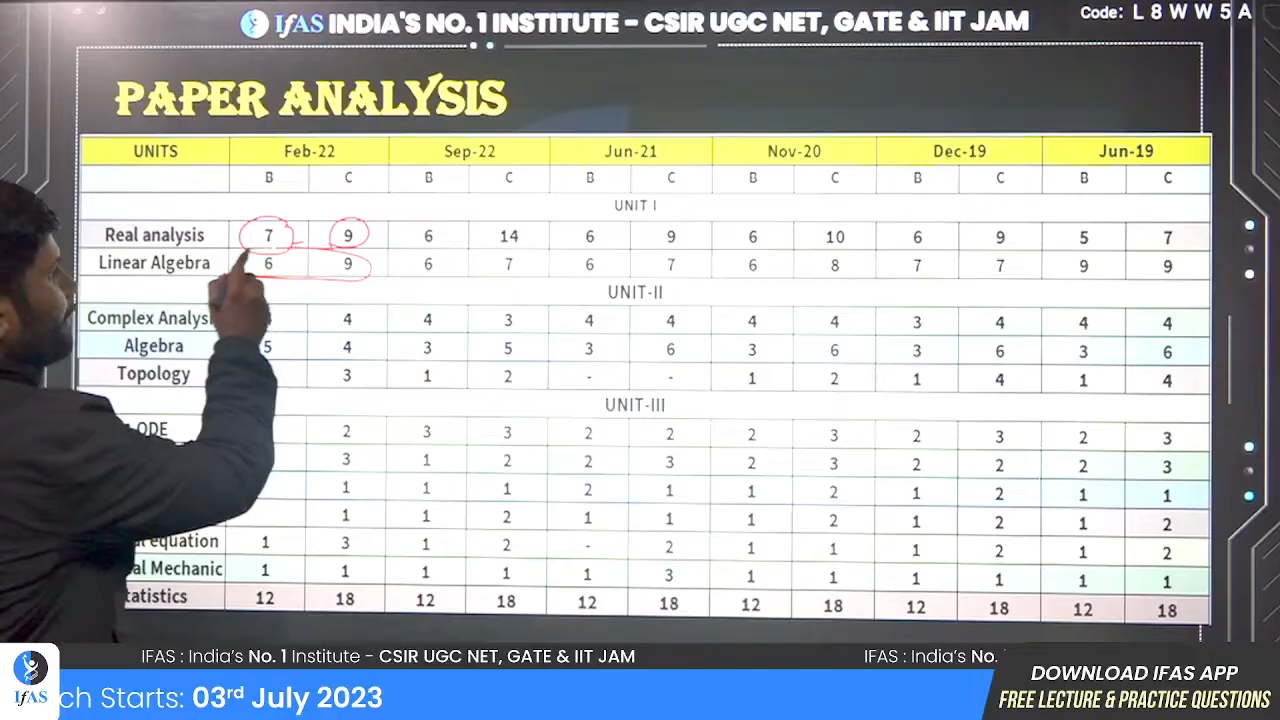 IfAS INDIA'S NO. 1 INSTITUTE - CSIR UGC NET, GATE & IIT JAM
Code: L 8 W W 5 A
PAPER ANALYSIS
UNITS Feb-22 Sep-22 Jun-21 Nov-20 Dec-19 Jun-19
B C B C B C B C B C B C
UNIT I
Real analysis 7 9 6 14 6 9 6 10 6 9 5 7
Linear Algebra 6 9 6 7 6 7 6 8 7 7 9 9
UNIT-II
Complex 4 4 3 4 4 4 4 3 4 4 4
Algebra 5 4 3 5 3 6 3 6 3 6 3 6
Topology 3 1 2 - - 1 2 1 4 1 4
UNIT-III
ODE 2 3 3 2 2 2 3 2 3 2 3
3 1 2 2 3 2 3 2 2 2 3
1 1 1 2 1 1 2 1 2 1 1
1 1 2 1 1 1 2 1 2 1 2
equation 1 3 1 2 - 2 1 1 1 2 1 2
Mechanic 1 1 1 1 1 3 1 1 1 1 1 1
tatistics 12 18 12 18 12 18 12 18 12 18 12 18
IFAS : India's No. 1 Institute - CSIR UGC NET, GATE & IIT JAM
IFAS : India's No.
IfAS
ch Starts: 03rd July 2023
DOWNLOAD IFAS APP
FREE LECTURE & PRACTICE QUESTIONS